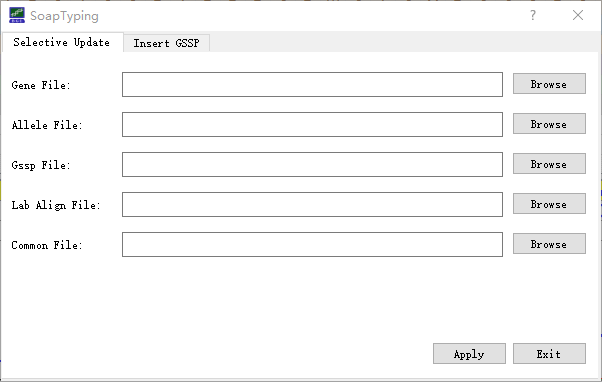 SoapTyping
Selective Update Insert GSSP
Gene File: Browse
Allele File: Browse
Gssp File: Browse
Lab Align File: Browse
Common File: Browse
Apply Exit